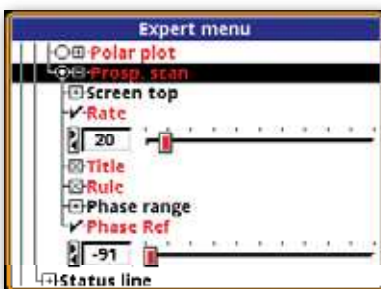 Expert menu
Polar plot
Prosp. scan
Screen top
Rate
20
Title
Rule
Phase range
Phase Ref
-91
Status line